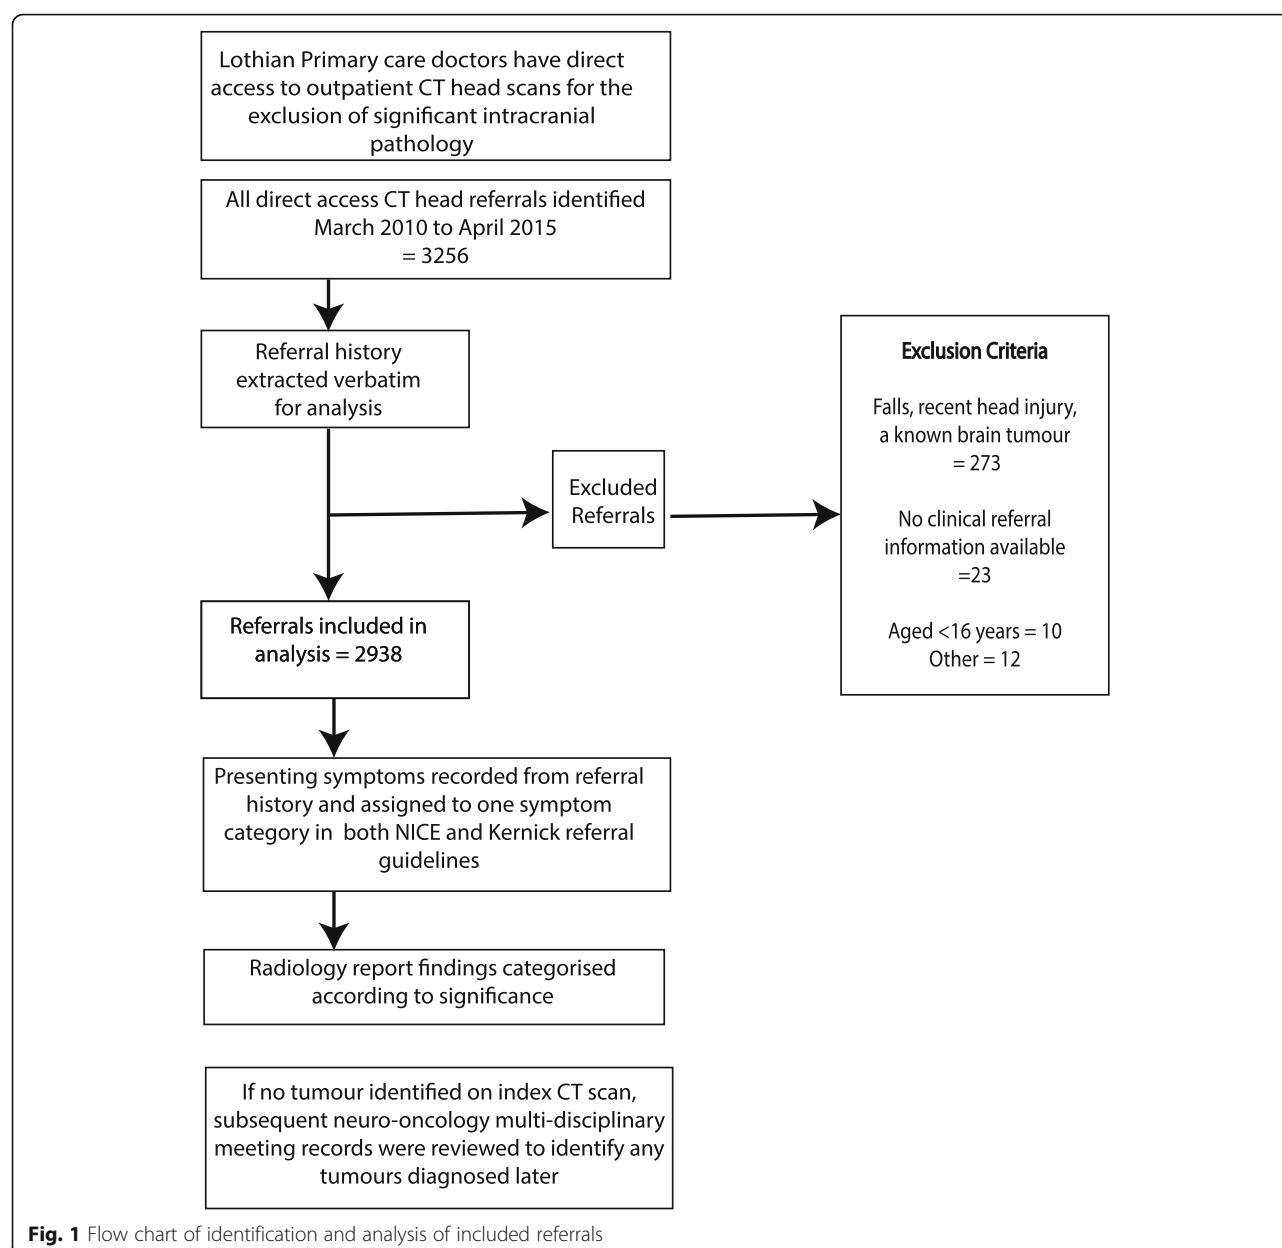 Lothian Primary care doctors have direct
access to outpatient CT head scans for the
exclusion of significant intracranial
pathology
All direct access CT head referrals identified
March 2010 to April 2015
= 3256
Referral history
extracted verbatim
for analysis
Excluded
Referrals
Exclusion Criteria
Falls, recent head injury,
a known brain tumour
= 273
No clinical referral
information available
=23
Aged <16 years = 10
Other = 12
Referrals included in
analysis = 2938
Presenting symptoms recorded from referral
history and assigned to one symptom
category in both NICE and Kernick referral
guidelines
Radiology report findings categorised
according to significance
If no tumour identified on index CT scan,
subsequent neuro-oncology multi-disciplinary
meeting records were reviewed to identify any
tumours diagnosed later
Fig. 1 Flow chart of identification and analysis of included referrals